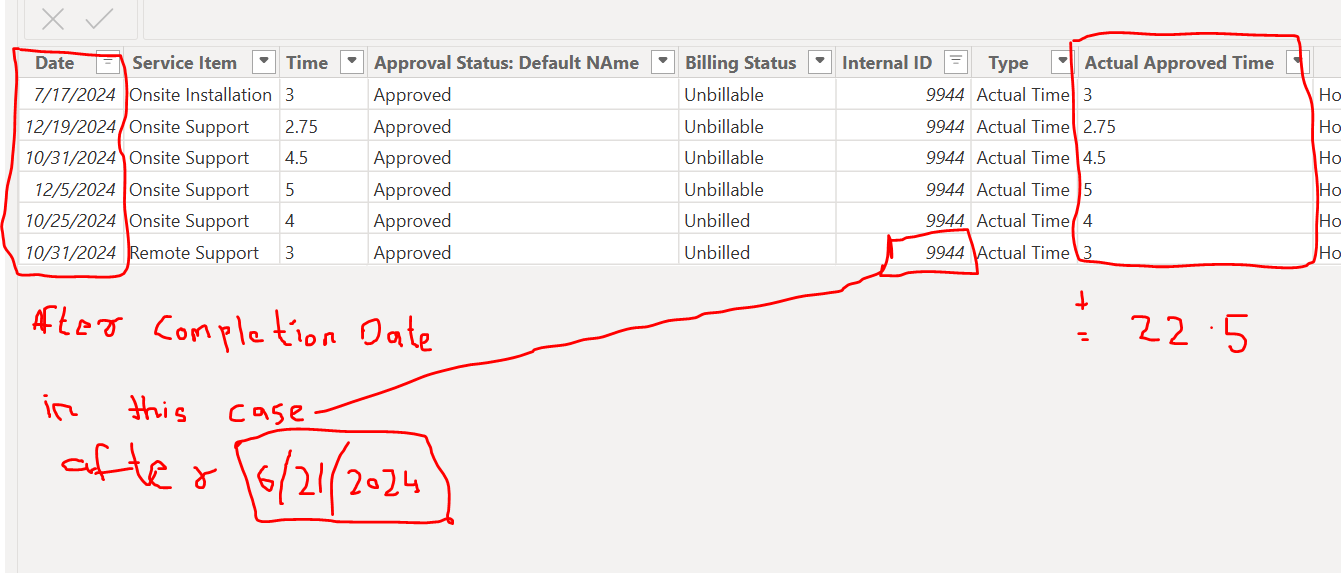 Date Service Item Time Approval Status: Default NAme Billing Status Internal ID Type Actual Approved Time
7/17/2024 Onsite Installation 3 Approved Unbillable 9944 Actual Time 3 Ho
12/19/2024 Onsite Support 2.75 Approved Unbillable 9944 Actual Time 2.75 Ho
10/31/2024 Onsite Support 4.5 Approved Unbillable 9944 Actual Time 4.5 Ho
12/5/2024 Onsite Support 5 Approved Unbillable 9944 Actual Time 5 Ho
10/25/2024 Onsite Support 4 Approved Unbilled 9944 Actual Time 4 Ho
10/31/2024 Remote Support 3 Approved Unbilled 9944 Actual Time 3 Ho
+
After Completion Date = 22.5
in this case
after 6/21/2024